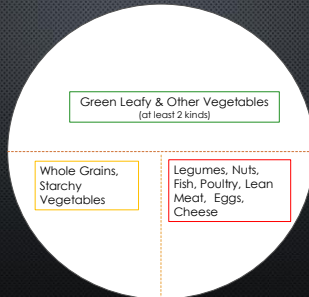 Green Leafy & Other Vegetables
(at least 2 kinds)
Whole Grains,
Starchy
Vegetables
Legumes, Nuts,
Fish, Poultry, Lean
Meat, Eggs,
Cheese